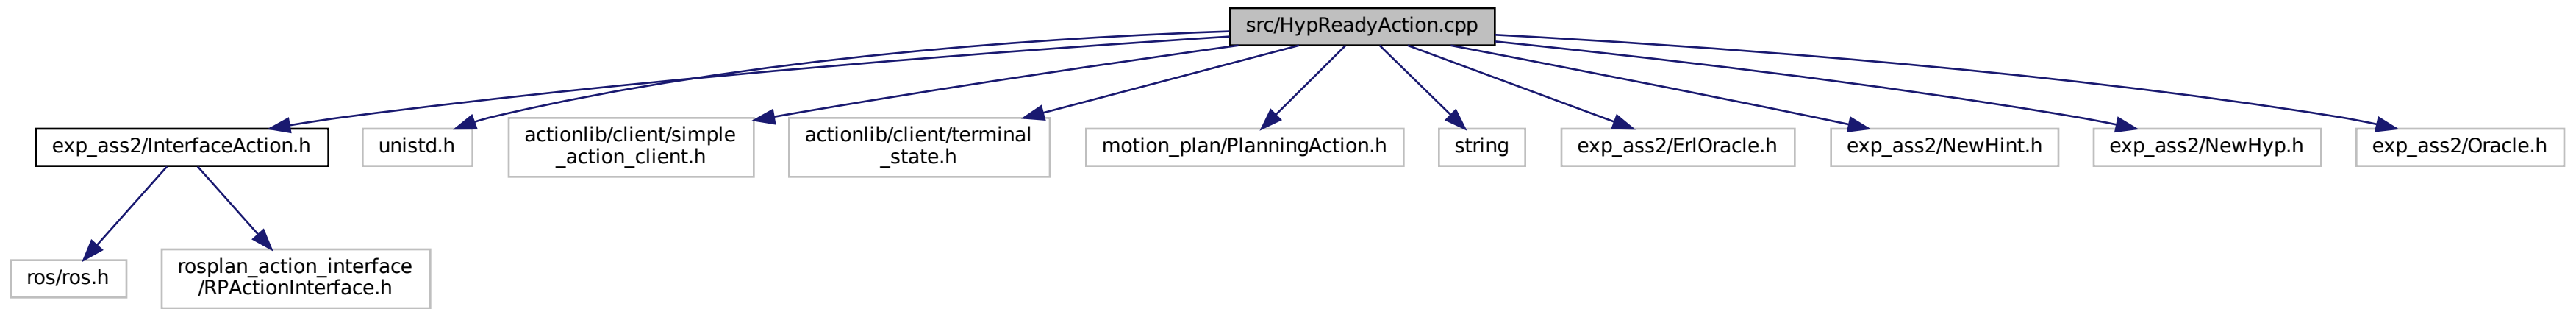 src/HypReadyAction.cpp
exp_ass2/InterfaceAction.h
unistd.h
actionlib/client/simple
_action_client.h
actionlib/client/terminal
_state.h
motion_plan/PlanningAction.h
string
exp_ass2/ErlOracle.h
exp_ass2/NewHint.h
exp_ass2/NewHyp.h
exp_ass2/Oracle.h
ros/ros.h
rosplan_action_interface
/RPActionInterface.h